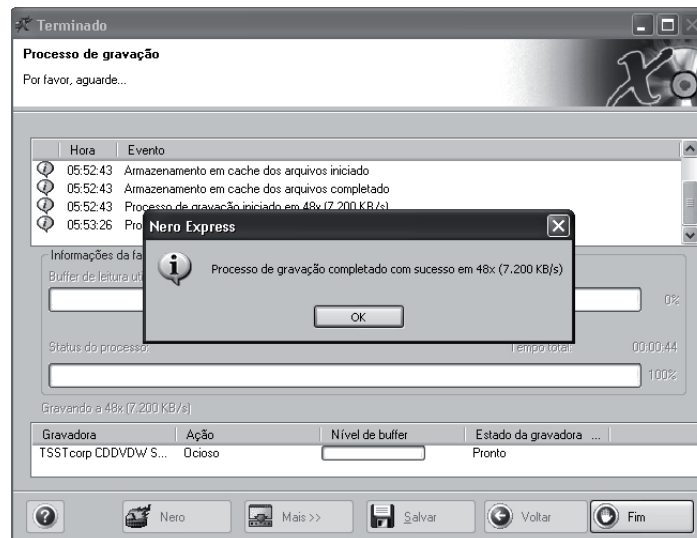 Terminado
Processo de gravação
Por favor, aguarde...
Hora Evento
05:52:43 Armazenamento em cache dos arquivos iniciado
05:52:43 Armazenamento em cache dos arquivos completado
05:52:43 Processo de gravação iniciado em 48x (7.200 KB/s)
05:53:26 Pro
Nero Express
Processo de gravação completado com sucesso em 48x (7.200 KB/s)
OK
Informações da fa
Buffer de leitura uti
0%
Status do processo: Tempo total: 00:00:44
100%
Gravando a 48x (7.200 KB/s)
Gravadora Ação Nível de buffer Estado da gravadora ...
TSSTcorp CDDVDW S... Ocioso Pronto
Nero Mais >> Salvar Voltar Fim